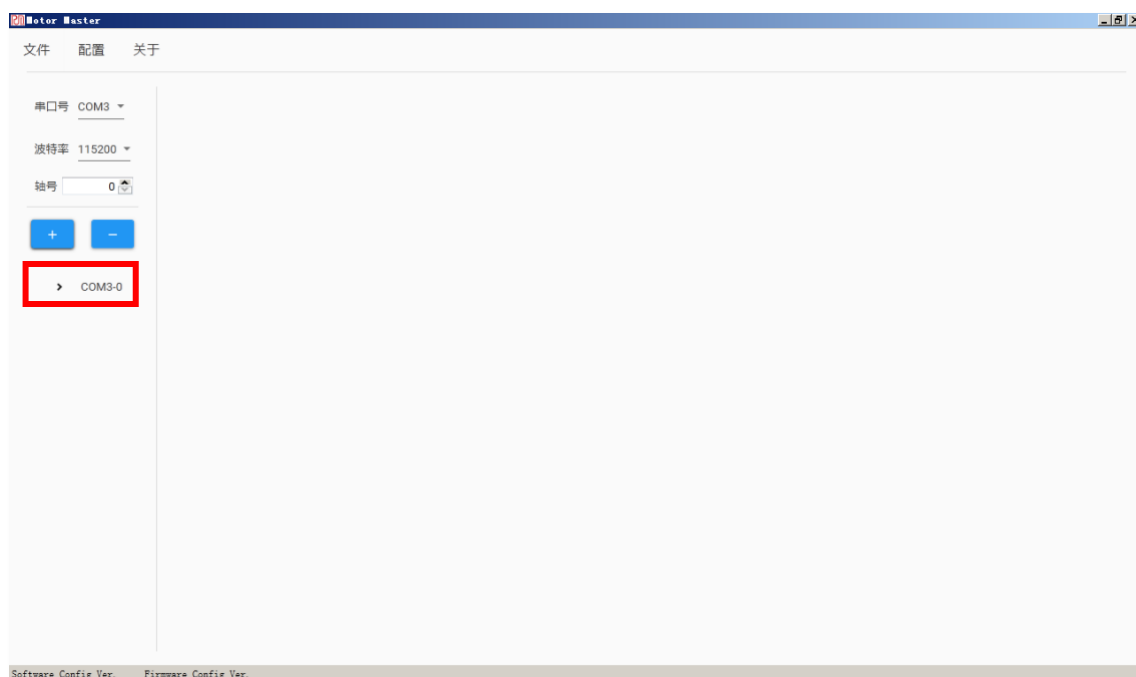 Motor Master
文件 配置 关于
串口号 COM3
波特率 115200
轴号 0
+ −
COM3-0
Software Config Ver. Firmware Config Ver.